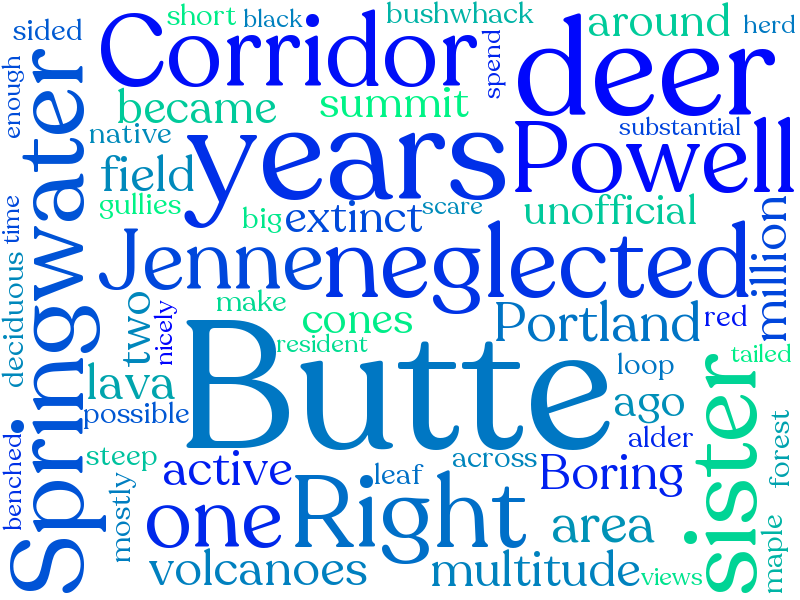 short
black
bushwhack
around
herd
sided
Corridor
spend
deer
enough
became
summit
substantial
native
years
Powell
Springwater
field
gullies
big
extinct
scare
unofficial
time
Jenne
neglected
million
deciduous
two
nicely
make
cones
Portland
red
resident
Butte
loop
tailed
lava
possible
ago
sister
benched
steep
active
leaf
across
alder
Boring
forest
mostly
one
Right
area
maple
volcanoes
multitude
views